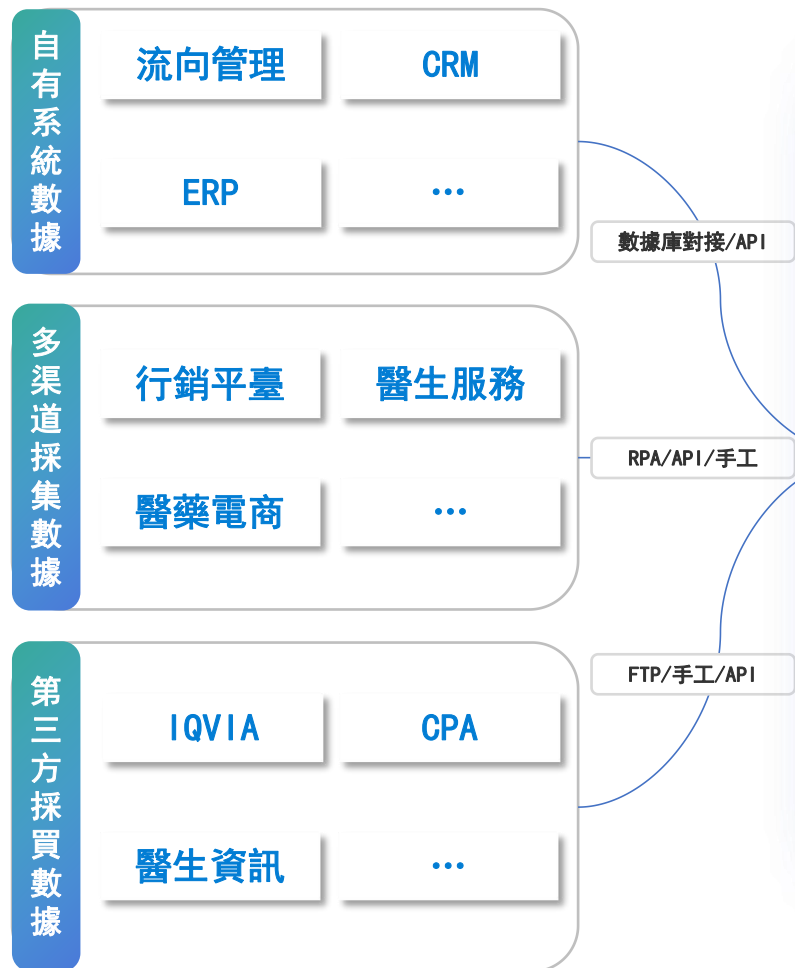 自有系統數據
流向管理
CRM
ERP
…
數據庫對接/API
多渠道採集數據
行銷平臺
醫生服務
醫藥電商
…
RPA/API/手工
第三方採買數據
IQVIA
CPA
醫生資訊
…
FTP/手工/API